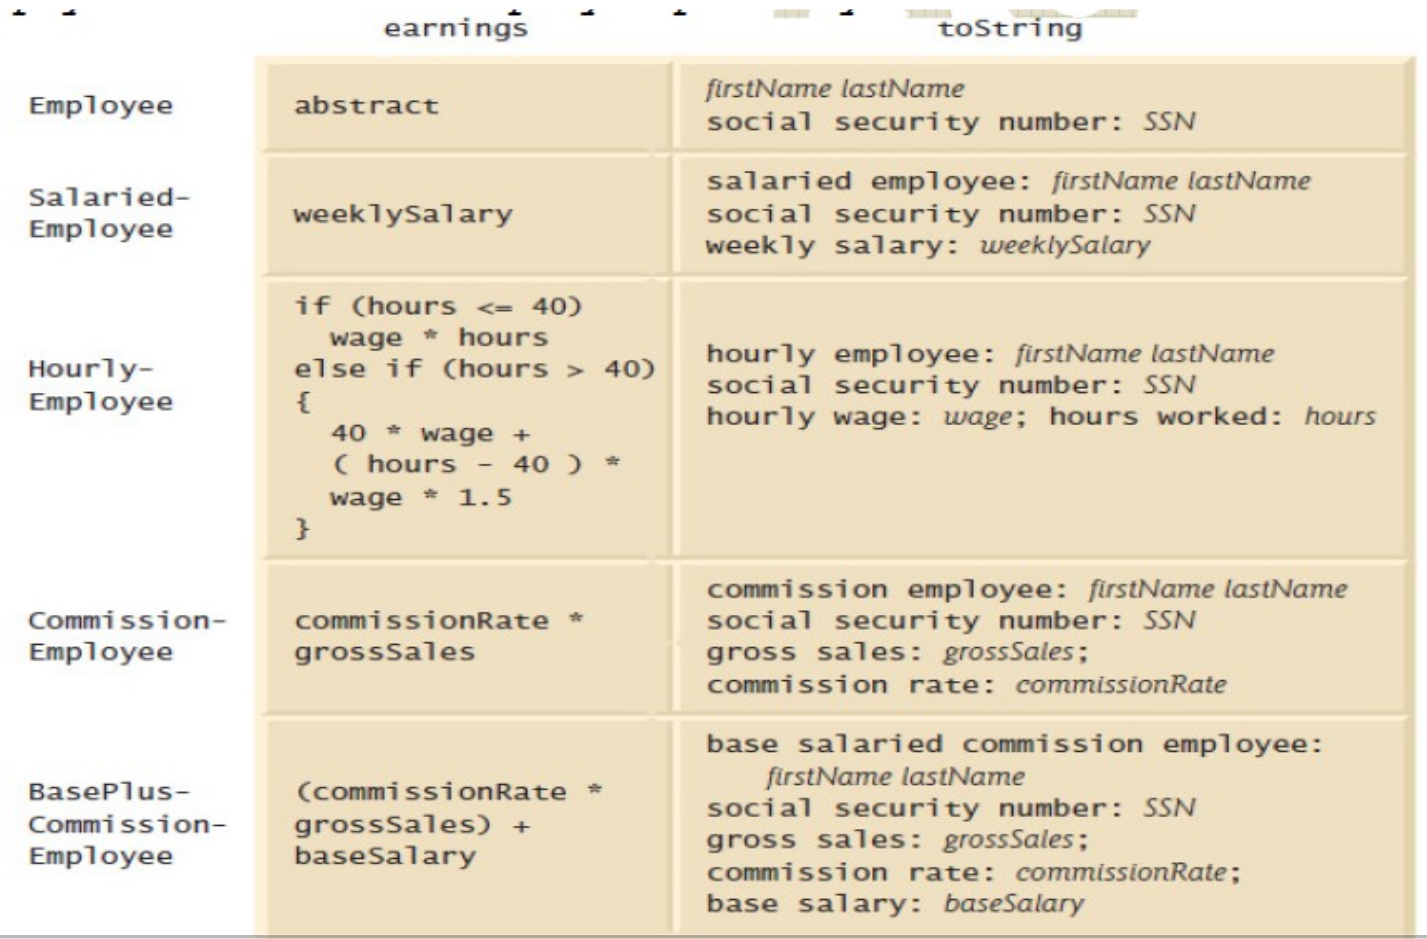 earnings toString
Employee
abstract
firstName lastName
social security number: SSN
Salaried-
Employee
weeklySalary
salaried employee: firstName lastName
social security number: SSN
weekly salary: weeklySalary
Hourly-
Employee
if (hours <= 40)
wage * hours
else if (hours > 40)
{
40 * wage +
( hours - 40 ) *
wage * 1.5
}
hourly employee: firstName lastName
social security number: SSN
hourly wage: wage; hours worked: hours
Commission-
Employee
commissionRate *
grossSales
commission employee: firstName lastName
social security number: SSN
gross sales: grossSales;
commission rate: commissionRate
BasePlus-
Commission-
Employee
(commissionRate *
grossSales) +
baseSalary
base salaried commission employee:
firstName lastName
social security number: SSN
gross sales: grossSales;
commission rate: commissionRate;
base salary: baseSalary